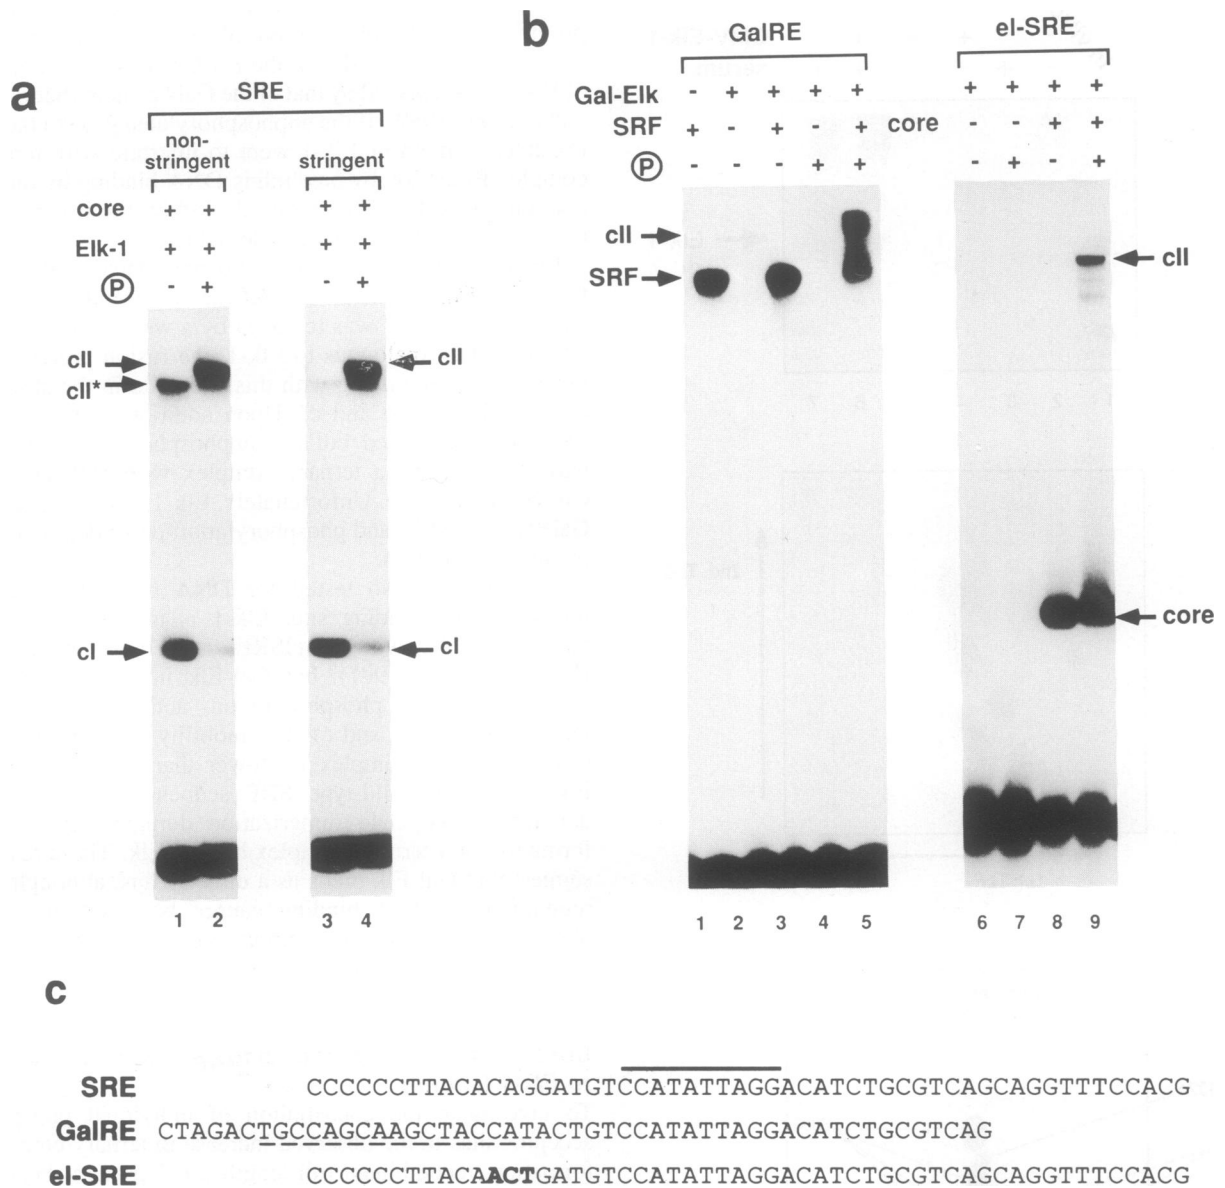 a
SRE
non-
stringent
stringent
core + + + +
Elk-1 + + + +
P - + - +
cII
cII*
cII
cI
cI
1 2 3 4
b
GalRE
el-SRE
Gal-Elk - + + + + + + + +
SRF + - + - +
core - - + +
P - - - + + - + - +
cII
SRF
cII
core
1 2 3 4 5 6 7 8 9
c
SRE CCCCCCTTACACAGGATGTCCATATTAGGACATCTGCGTCAGCAGGTTTCCACG
GalRE CTAGACTGCCAGCAAGCTACCATACTGTCCATATTAGGACATCTGCGTCAG
el-SRE CCCCCCTTACAACTGATGTCCATATTAGGACATCTGCGTCAGCAGGTTTCCACG